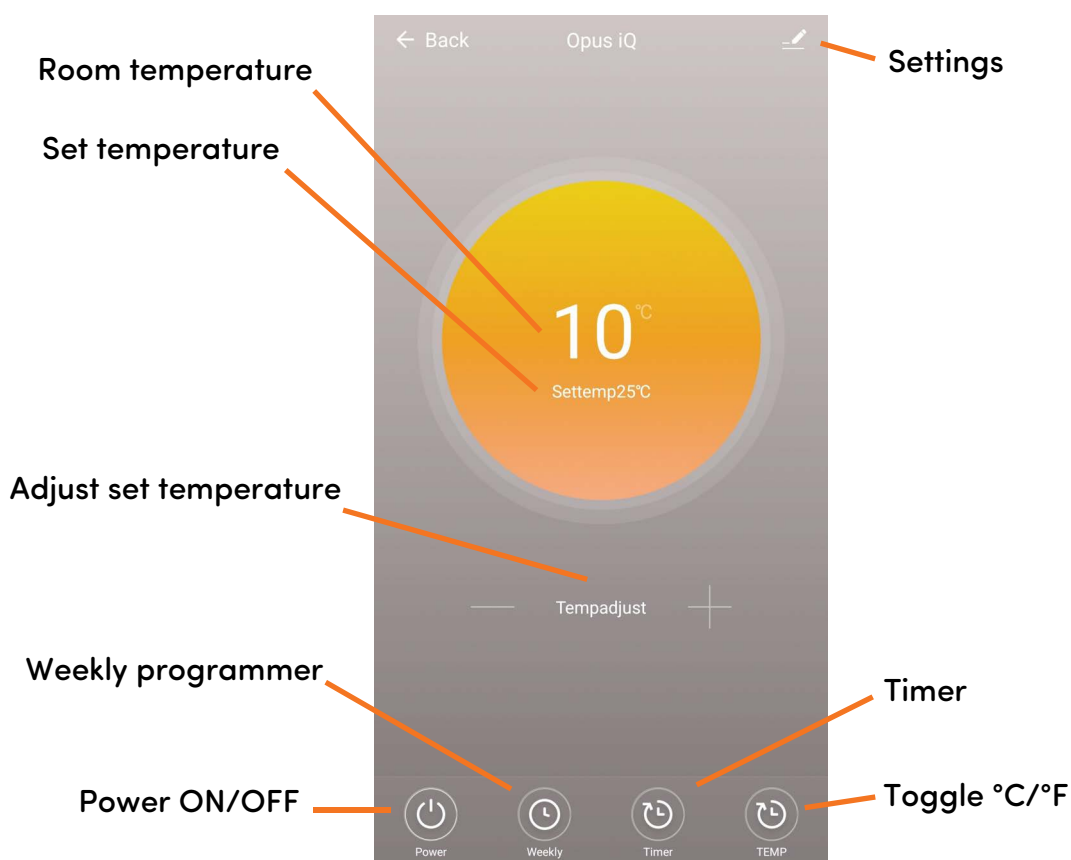 ← Back
Opus iQ
Settings
Room temperature
Set temperature
10 °C
Settemp25°C
Adjust set temperature
Tempadjust
Weekly programmer
Timer
Power ON/OFF
Toggle °C/°F
Power
Weekly
Timer
TEMP